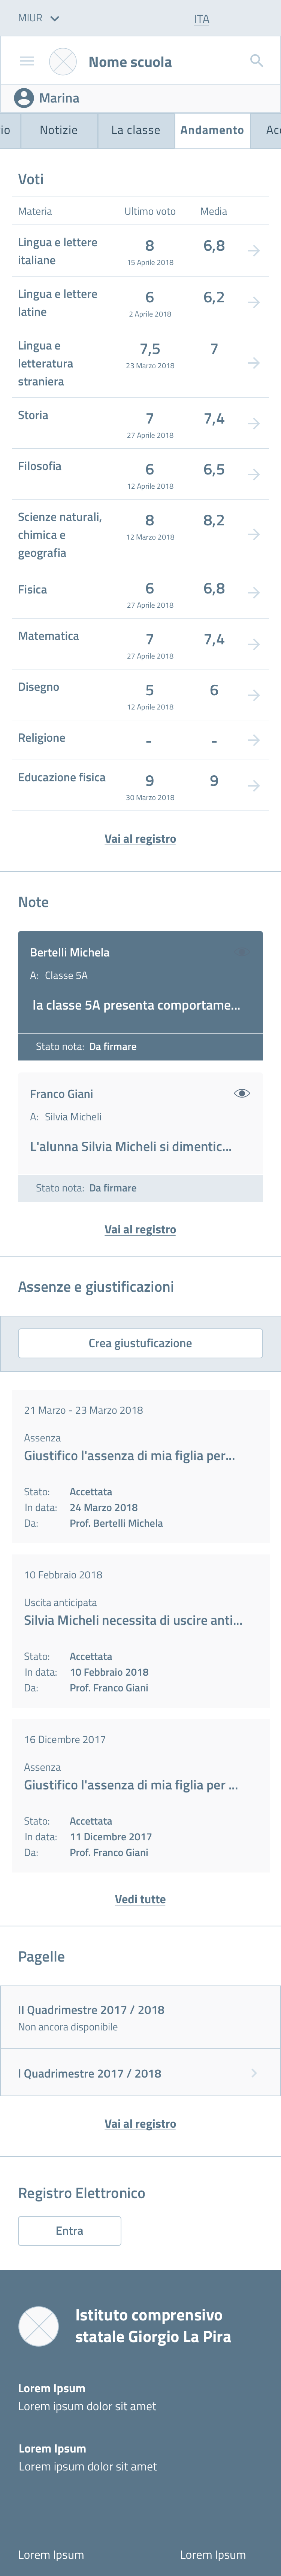 MIUR ITA
Nome scuola
Marina
io Notizie La classe Andamento Acc
Voti
Materia Ultimo voto Media
Lingua e lettere 8 6,8
italiane 15 Aprile 2018
Lingua e lettere 6 6,2
latine 2 Aprile 2018
Lingua e 7,5 7
letteratura 23 Marzo 2018
straniera
Storia 7 7,4
27 Aprile 2018
Filosofia 6 6,5
12 Aprile 2018
Scienze naturali, 8 8,2
chimica e 12 Marzo 2018
geografia
Fisica 6 6,8
27 Aprile 2018
Matematica 7 7,4
27 Aprile 2018
Disegno 5 6
12 Aprile 2018
Religione - -
Educazione fisica 9 9
30 Marzo 2018
Vai al registro
Note
Bertelli Michela
A: Classe 5A
la classe 5A presenta comportame...
Stato nota: Da firmare
Franco Giani
A: Silvia Micheli
L'alunna Silvia Micheli si dimentic...
Stato nota: Da firmare
Vai al registro
Assenze e giustificazioni
Crea giustuficazione
21 Marzo - 23 Marzo 2018
Assenza
Giustifico l'assenza di mia figlia per...
Stato: Accettata
In data: 24 Marzo 2018
Da: Prof. Bertelli Michela
10 Febbraio 2018
Uscita anticipata
Silvia Micheli necessita di uscire anti...
Stato: Accettata
In data: 10 Febbraio 2018
Da: Prof. Franco Giani
16 Dicembre 2017
Assenza
Giustifico l'assenza di mia figlia per ...
Stato: Accettata
In data: 11 Dicembre 2017
Da: Prof. Franco Giani
Vedi tutte
Pagelle
II Quadrimestre 2017 / 2018
Non ancora disponibile
I Quadrimestre 2017 / 2018
Vai al registro
Registro Elettronico
Entra
Istituto comprensivo
statale Giorgio La Pira
Lorem Ipsum
Lorem ipsum dolor sit amet
Lorem Ipsum
Lorem ipsum dolor sit amet
Lorem Ipsum Lorem Ipsum